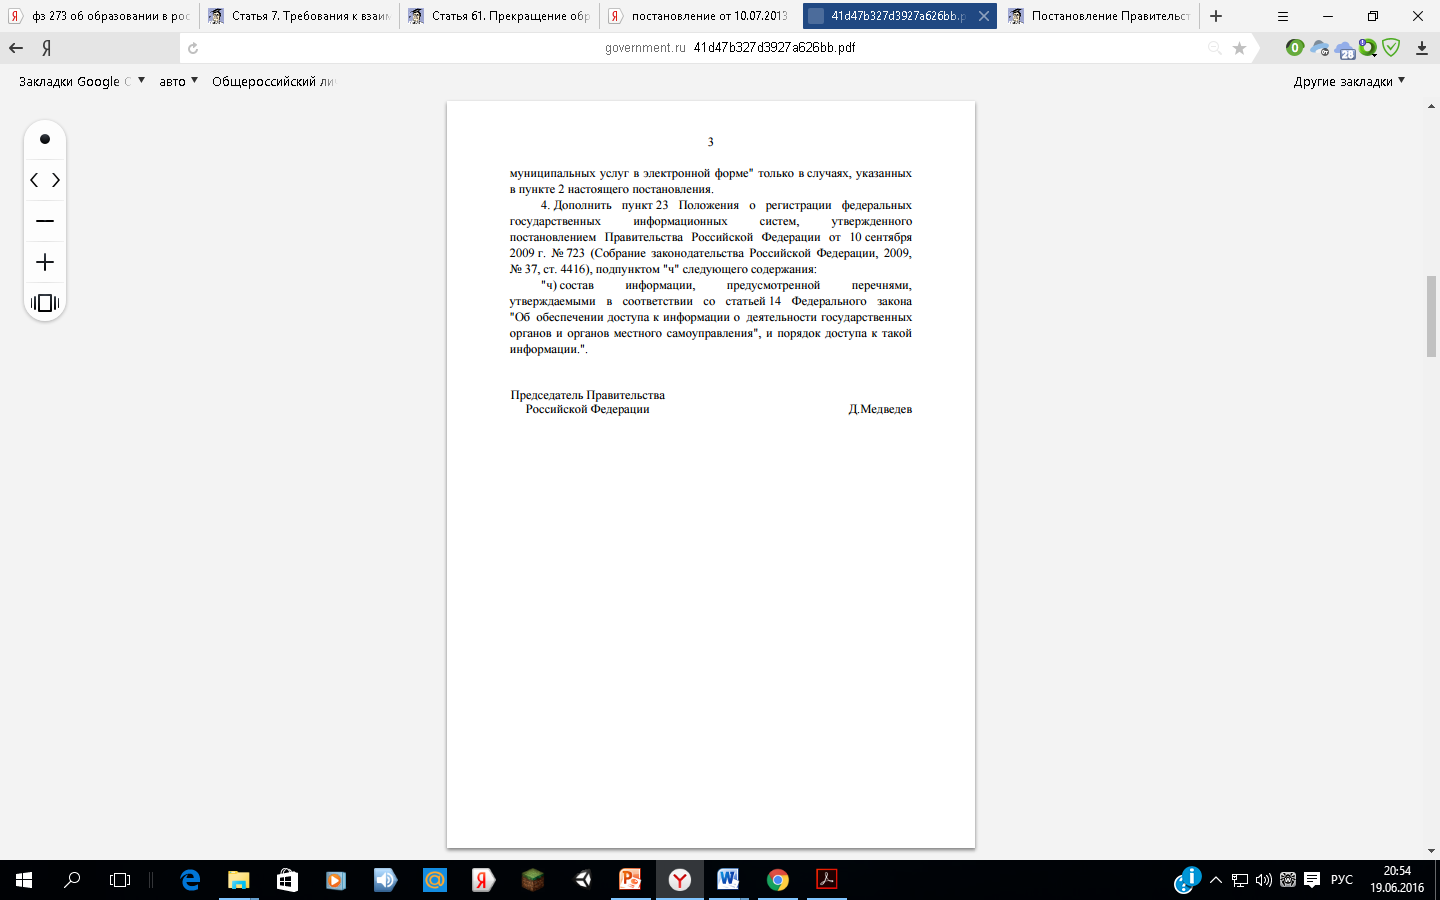 фз 273 об образовании в рос
Статья 7. Требования к взаим
Статья 61. Прекращение обр
постановление от 10.07.2013
41d47b327d3927a626bb.p
Постановление Правительст
government.ru 41d47b327d3927a626bb.pdf
0
28
Закладки Google С
авто
Общероссийский ли
Другие закладки
3
муниципальных услуг в электронной форме" только в случаях, указанных
в пункте 2 настоящего постановления.
4. Дополнить пункт 23 Положения о регистрации федеральных
государственных информационных систем, утвержденного
постановлением Правительства Российской Федерации от 10 сентября
2009 г. № 723 (Собрание законодательства Российской Федерации, 2009,
№ 37, ст. 4416), подпунктом "ч" следующего содержания:
"ч) состав информации, предусмотренной перечнями,
утверждаемыми в соответствии со статьей 14 Федерального закона
"Об обеспечении доступа к информации о деятельности государственных
органов и органов местного самоуправления", и порядок доступа к такой
информации.".
Председатель Правительства
Российской Федерации
Д.Медведев
РУС
20:54
19.06.2016